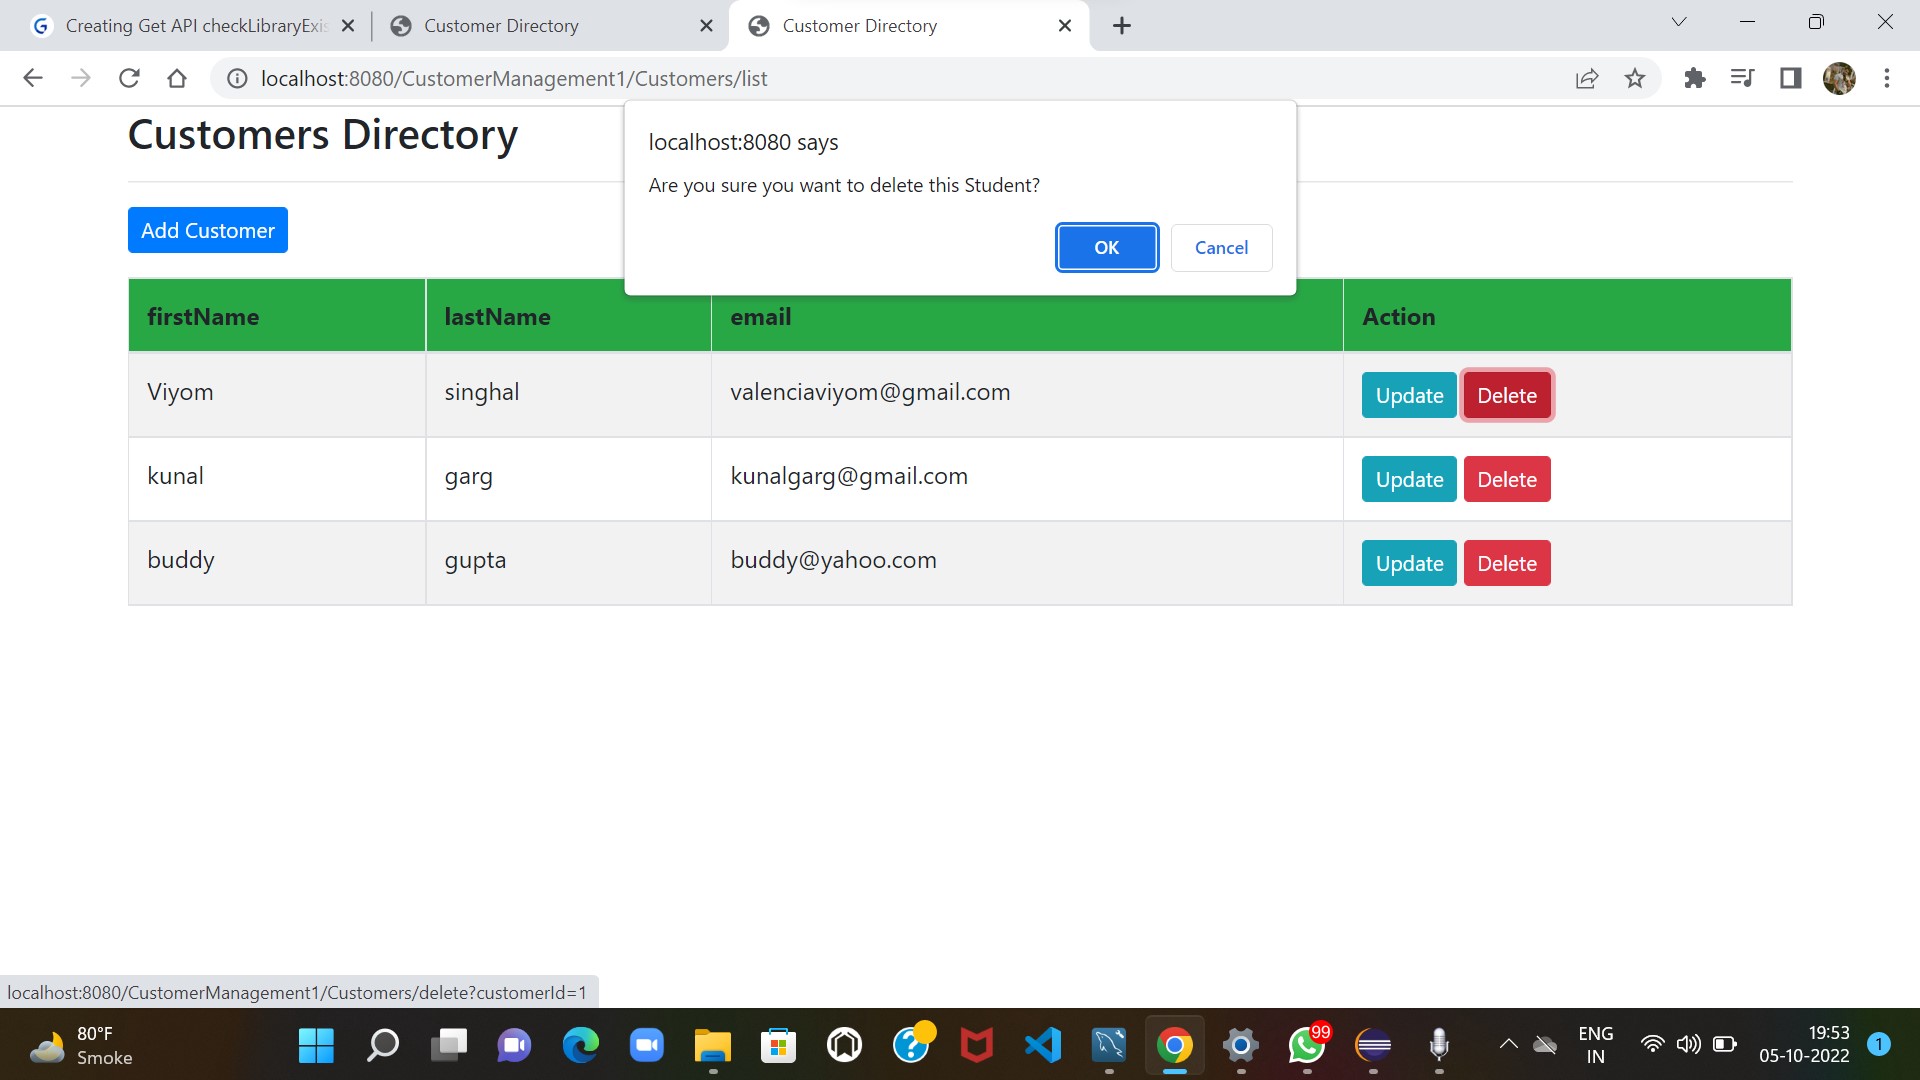 Creating Get API checkLibraryExis
Customer Directory
Customer Directory
localhost:8080/CustomerManagement1/Customers/list
Customers Directory
localhost:8080 says
Are you sure you want to delete this Student?
OK Cancel
Add Customer
firstName lastName email Action
Viyom singhal valenciaviyom@gmail.com Update Delete
kunal garg kunalgarg@gmail.com Update Delete
buddy gupta buddy@yahoo.com Update Delete
localhost:8080/CustomerManagement1/Customers/delete?customerId=1
80°F
Smoke
99
ENG
IN
19:53
05-10-2022
1